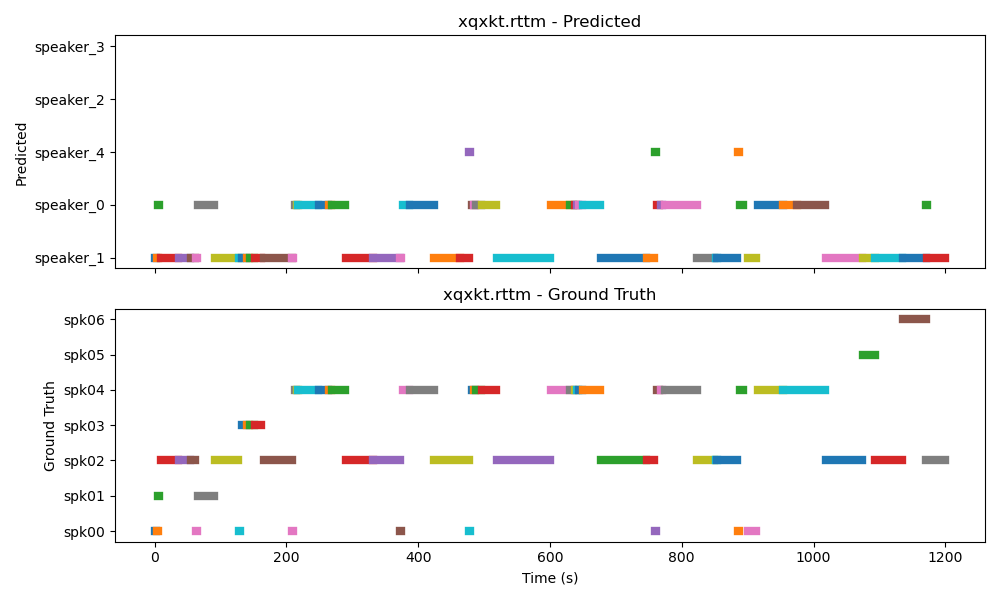 xqxkt.rttm - Predicted
speaker_3
speaker_2
speaker_4
speaker_0
speaker_1
Predicted
xqxkt.rttm - Ground Truth
spk06
spk05
spk04
spk03
spk02
spk01
spk00
Ground Truth
0 200 400 600 800 1000 1200
Time (s)